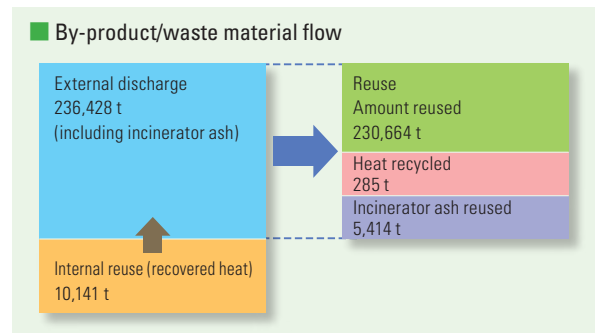 By-product/waste material flow
External discharge
236,428 t
(including incinerator ash)
Internal reuse (recovered heat)
10,141 t
Reuse
Amount reused
230,664 t
Heat recycled
285 t
Incinerator ash reused
5,414 t